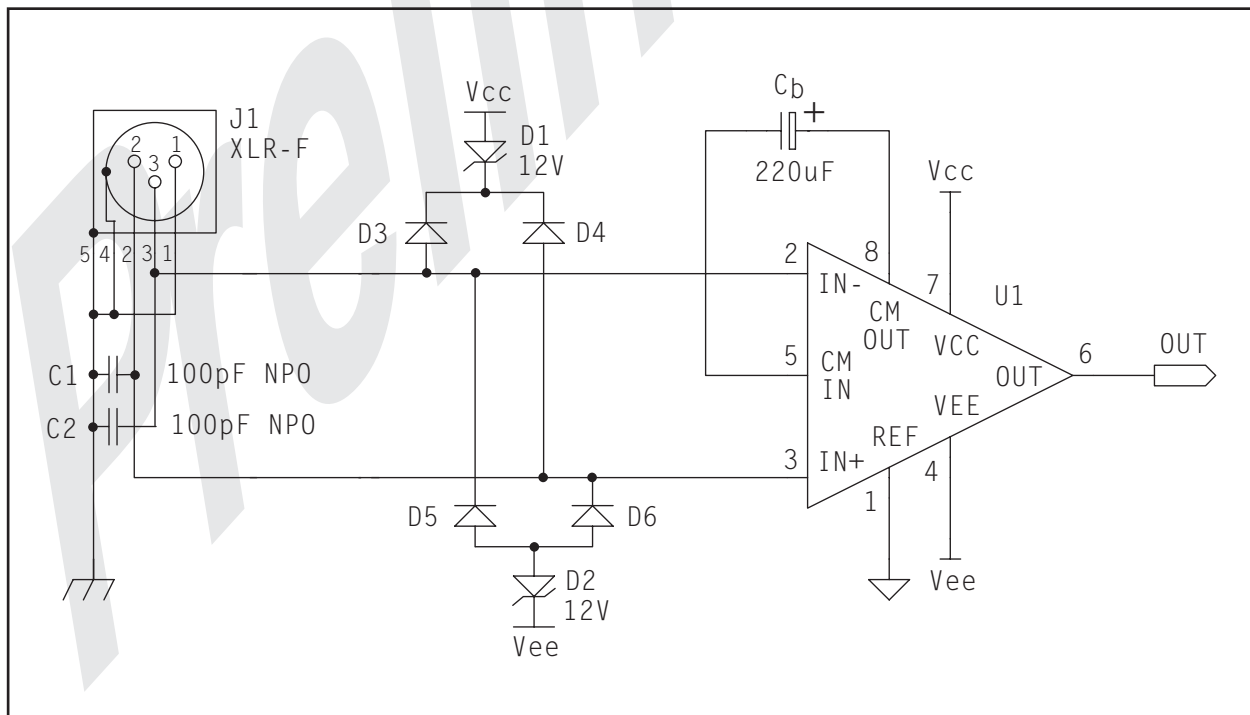 Prelim
J1
XLR-F
2
1
3
5
4
2
3
1
C1
100pF NPO
C2
100pF NPO
Vcc
D1
12V
D3
D4
D5
D6
D2
12V
Vee
Cb
+
220uF
Vcc
2
8
7
U1
IN-
CM
OUT
VCC
5
CM
IN
6
OUT
OUT
VEE
REF
3
IN+
1
4
Vee